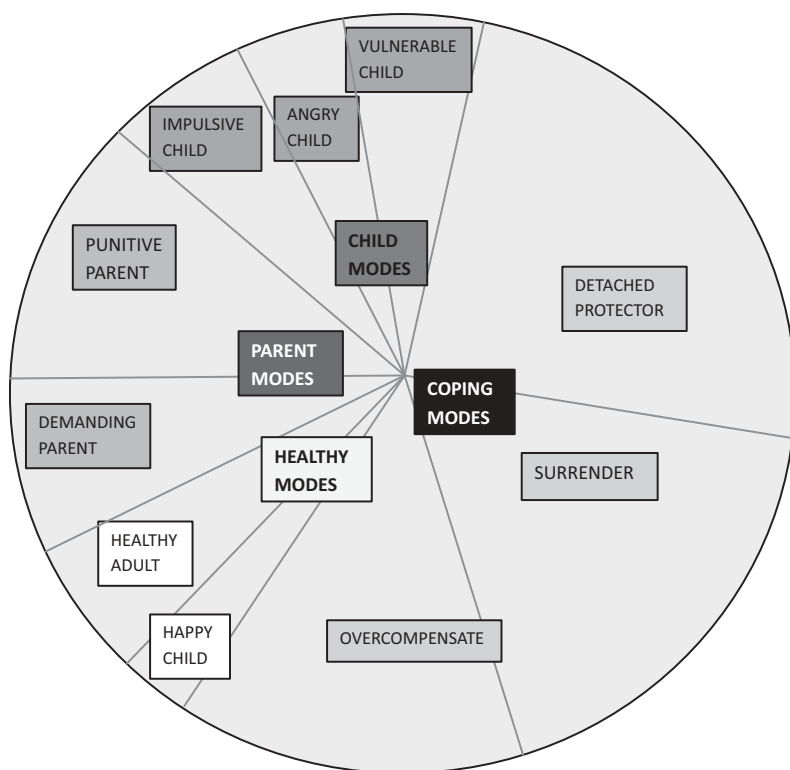 VULNERABLE
CHILD
IMPULSIVE
CHILD
ANGRY
CHILD
PUNITIVE
PARENT
CHILD
MODES
DETACHED
PROTECTOR
PARENT
MODES
COPING
MODES
DEMANDING
PARENT
HEALTHY
MODES
SURRENDER
HEALTHY
ADULT
HAPPY
CHILD
OVERCOMPENSATE